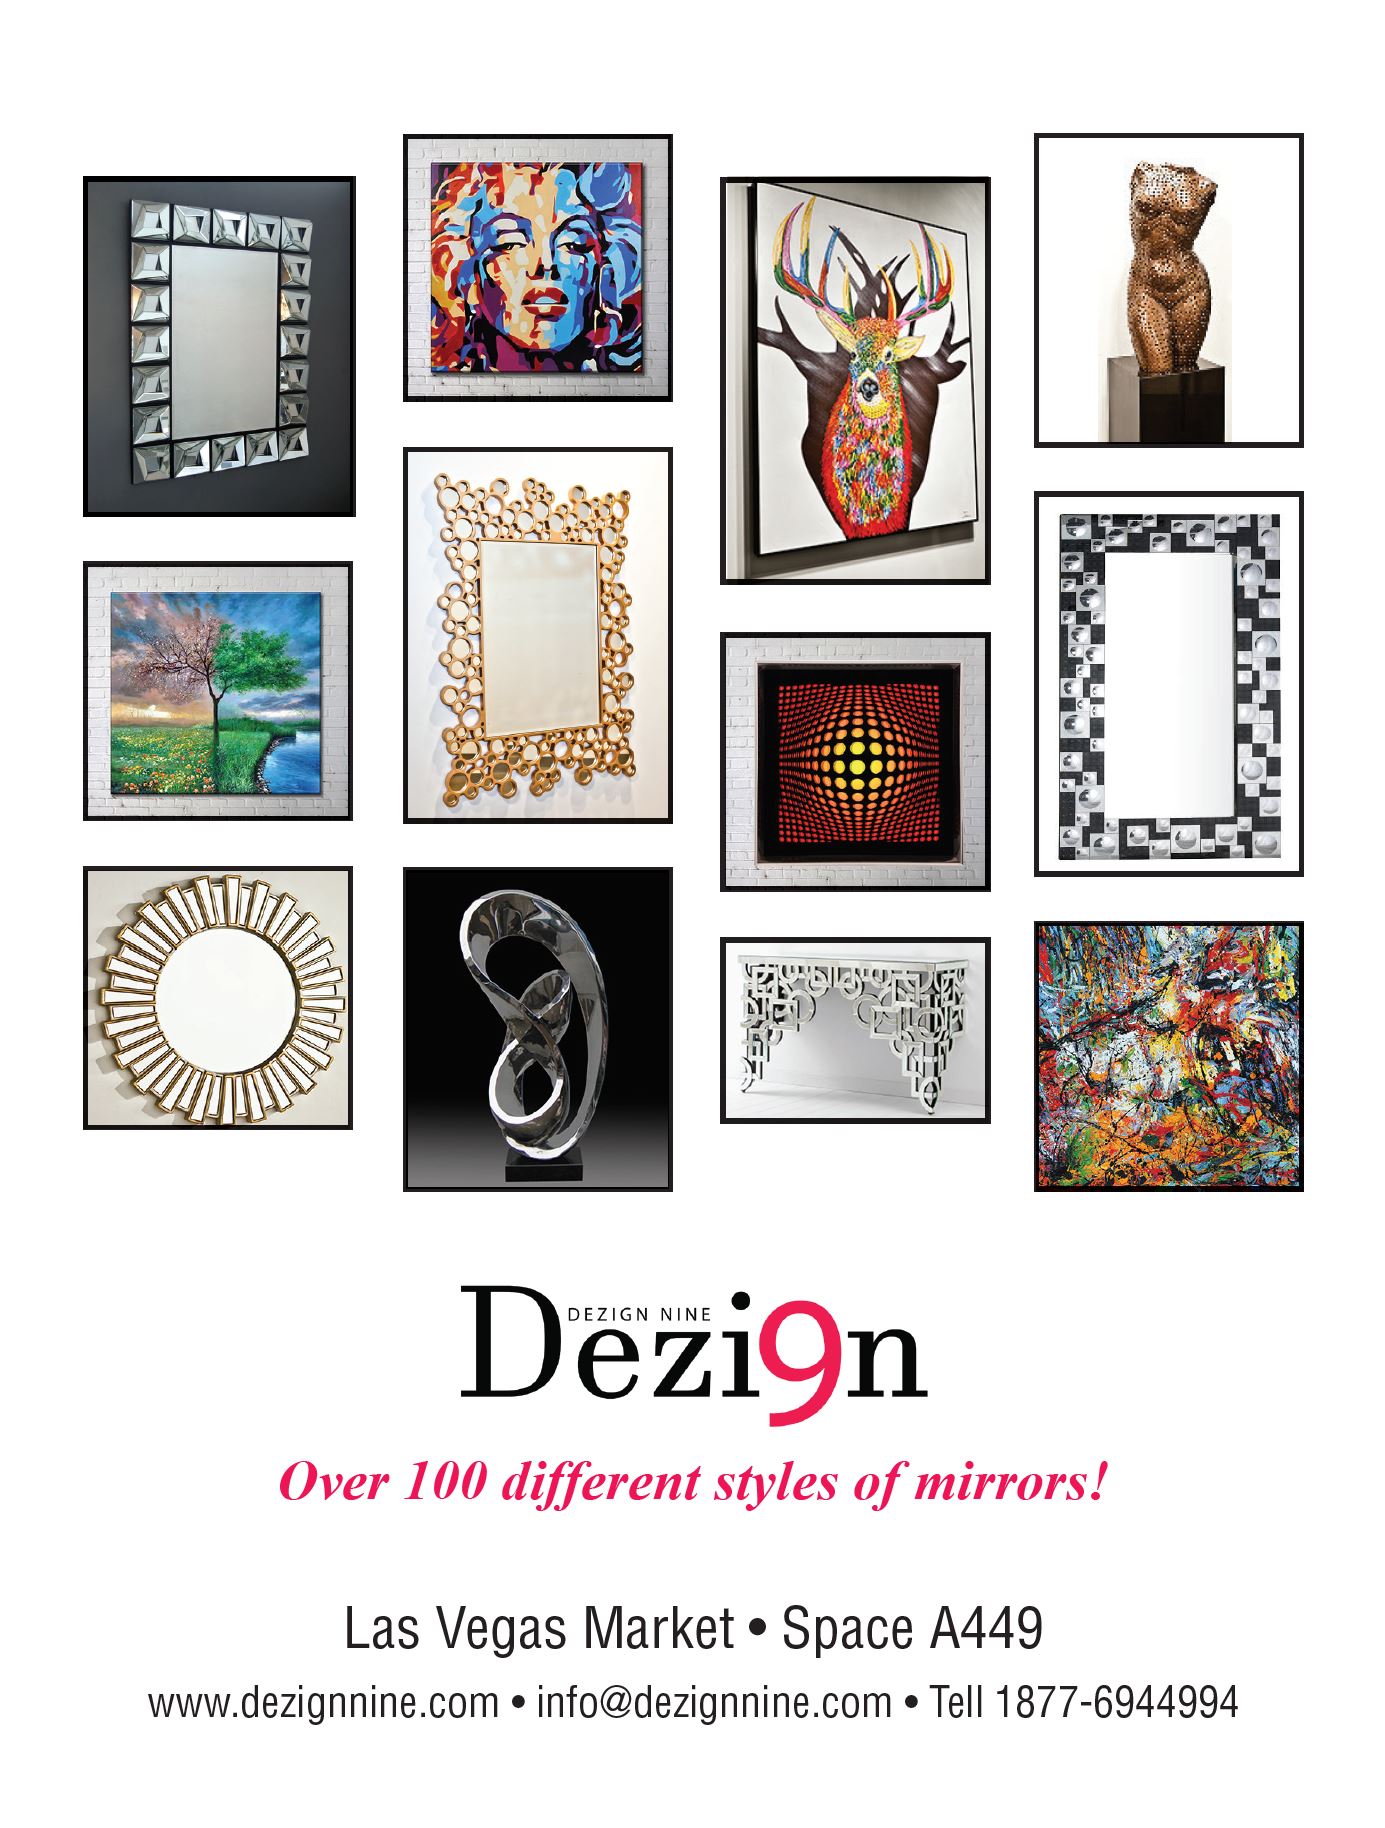 DEZIGN NINE
Dezi9n
Over 100 different styles of mirrors!
Las Vegas Market • Space A449
www.dezignnine.com • info@dezignnine.com • Tell 1877-6944994